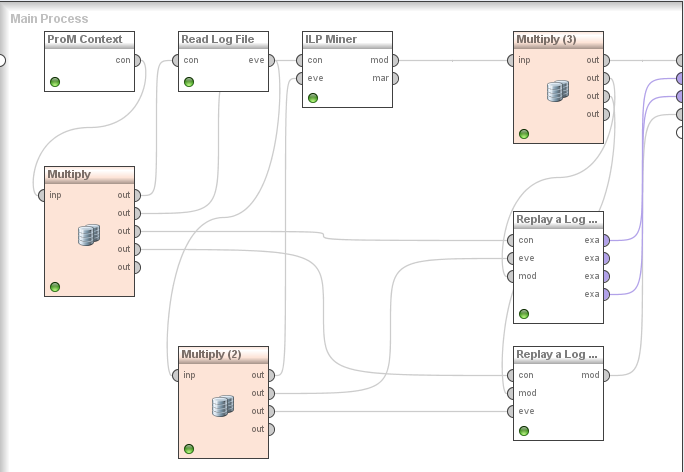 Main Process
ProM Context
con
Read Log File
con eve
ILP Miner
con mod
eve mar
Multiply (3)
inp out
out
out
out
Multiply
inp out
out
out
out
out
Replay a Log ...
con exa
eve exa
mod exa
exa
Multiply (2)
inp out
out
out
out
Replay a Log ...
con mod
mod
eve